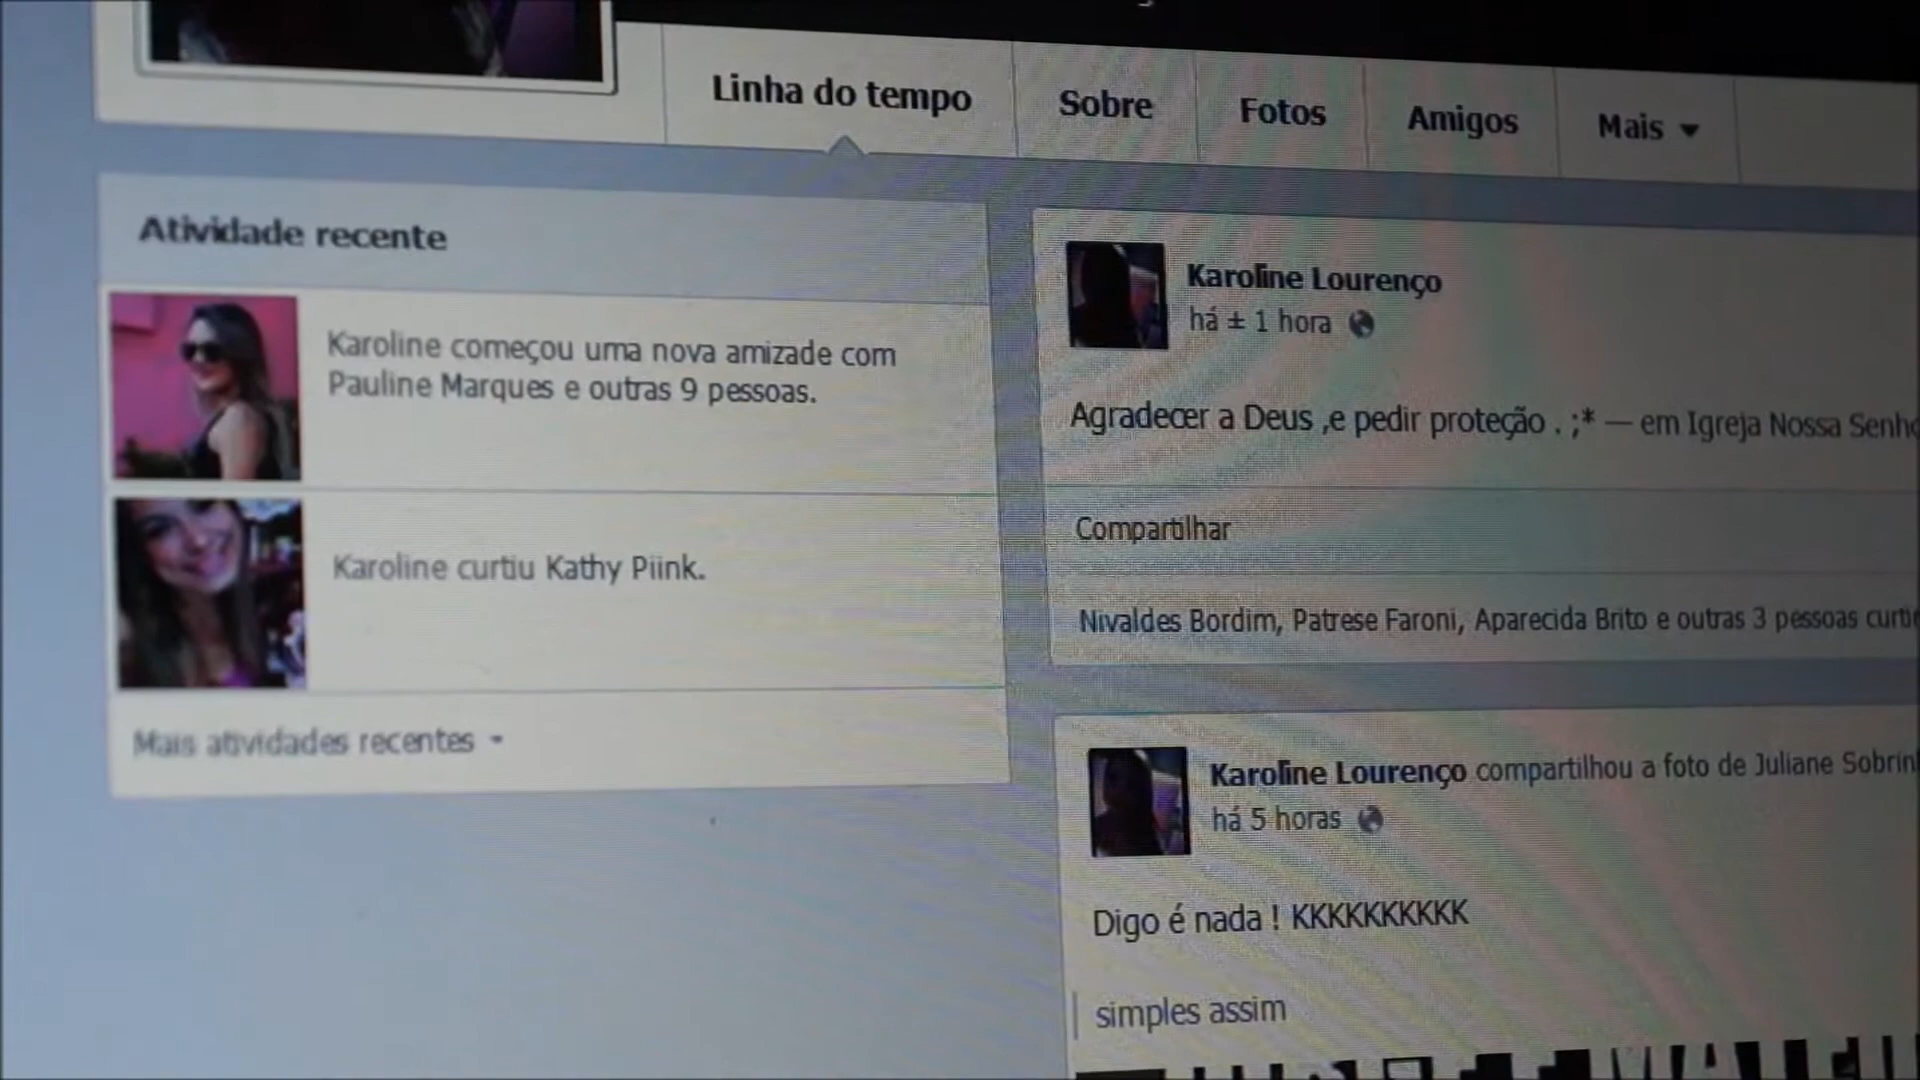 Linha do tempo
Sobre
Fotos
Amigos
Mais
Atividade recente
Karoline começou uma nova amizade com
Pauline Marques e outras 9 pessoas.
Karoline curtiu Kathy Piink.
Mais atividades recentes
Karoline Lourenço
há ± 1 hora
Agradecer a Deus ,e pedir proteção . ;* — em Igreja Nossa
Compartilhar
Nivaldes Bordim, Patrese Faroni, Aparecida Brito e outras 3 pessoas
Karoline Lourenço compartilhou a foto de Juliane
há 5 horas
Digo é nada ! KKKKKKKKKK
simples assim